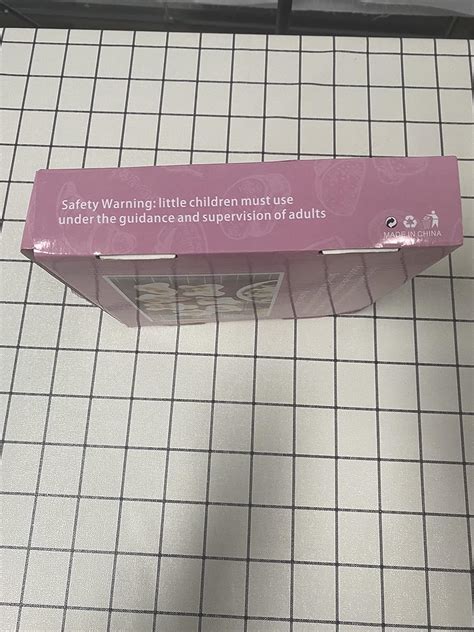 Safety Warning: little children must use
under the guidance and supervision of adults
MADE IN CHINA